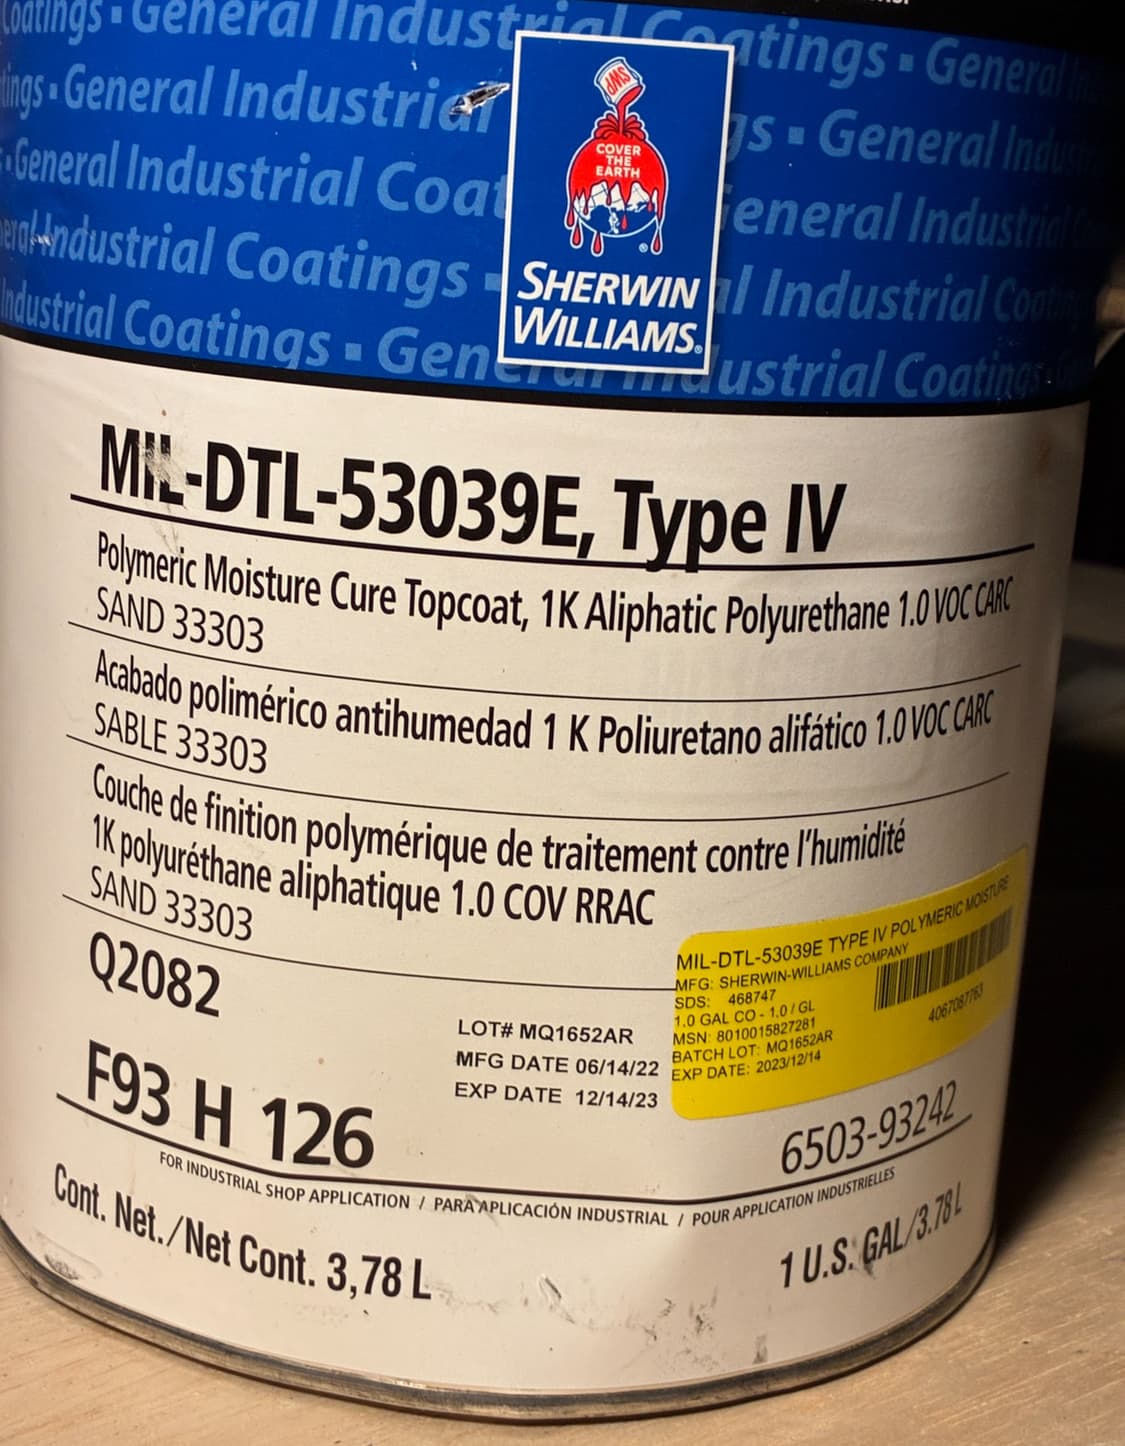 Coatings ▪ General Industrial Coatings ▪ General
tings ▪ General Industrial gs ▪ General
▪ General Industrial Coat eneral Industrial
Industrial Coatings ▪ l Industrial
Industrial Coatings ▪ General Industrial Coatings
SWP
COVER
THE
EARTH
®
SHERWIN
WILLIAMS®
MIL-DTL-53039E, Type IV
Polymeric Moisture Cure Topcoat, 1K Aliphatic Polyurethane 1.0 VOC CARC
SAND 33303
Acabado polimérico antihumedad 1 K Poliuretano alifático 1.0 VOC CARC
SABLE 33303
Couche de finition polymérique de traitement contre l'humidité
1K polyuréthane aliphatique 1.0 COV RRAC
SAND 33303
Q2082
LOT# MQ1652AR
MFG DATE 06/14/22
EXP DATE 12/14/23
MIL-DTL-53039E TYPE IV POLYMERIC MOISTURE
MFG: SHERWIN-WILLIAMS COMPANY
SDS: 468747
1.0 GAL CO - 1.0 / GL
MSN: 8010015827281
BATCH LOT: MQ1652AR
EXP DATE: 2023/12/14
4067087763
F93 H 126
6503-93242
FOR INDUSTRIAL SHOP APPLICATION / PARA APLICACIÓN INDUSTRIAL / POUR APPLICATION INDUSTRIELLES
Cont. Net./Net Cont. 3,78 L
1 U.S. GAL/3.78 L